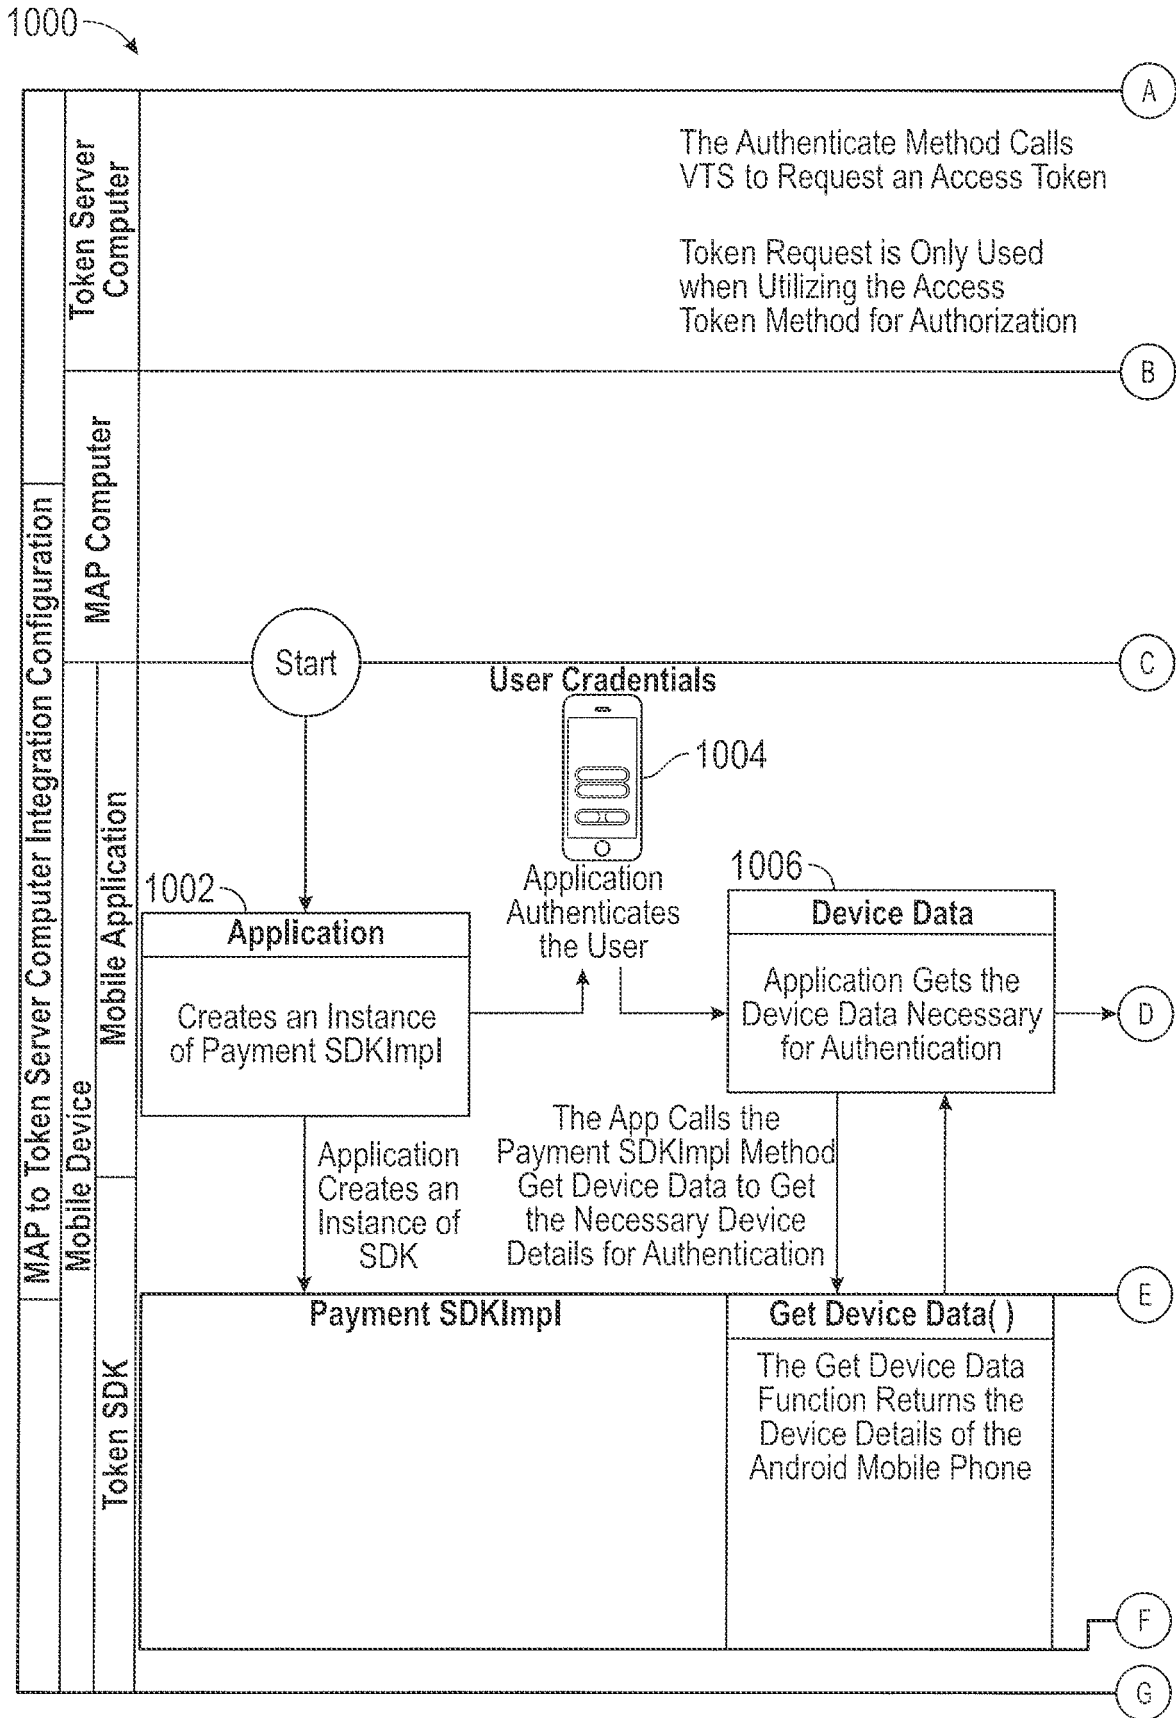 1000
A
Token Server
Computer
The Authenticate Method Calls
VTS to Request an Access Token
Token Request is Only Used
when Utilizing the Access
Token Method for Authorization
B
MAP to Token Server Computer Integration Configuration
MAP Computer
Start
C
User Cradentials
1004
Mobile Device
Mobile Application
1002
Application
Creates an Instance
of Payment SDKImpl
Application
Authenticates
the User
1006
Device Data
Application Gets the
Device Data Necessary
for Authentication
D
Application
Creates an
Instance of
SDK
The App Calls the
Payment SDKImpl Method
Get Device Data to Get
the Necessary Device
Details for Authentication
E
Token SDK
Payment SDKImpl
Get Device Data( )
The Get Device Data
Function Returns the
Device Details of the
Android Mobile Phone
F
G